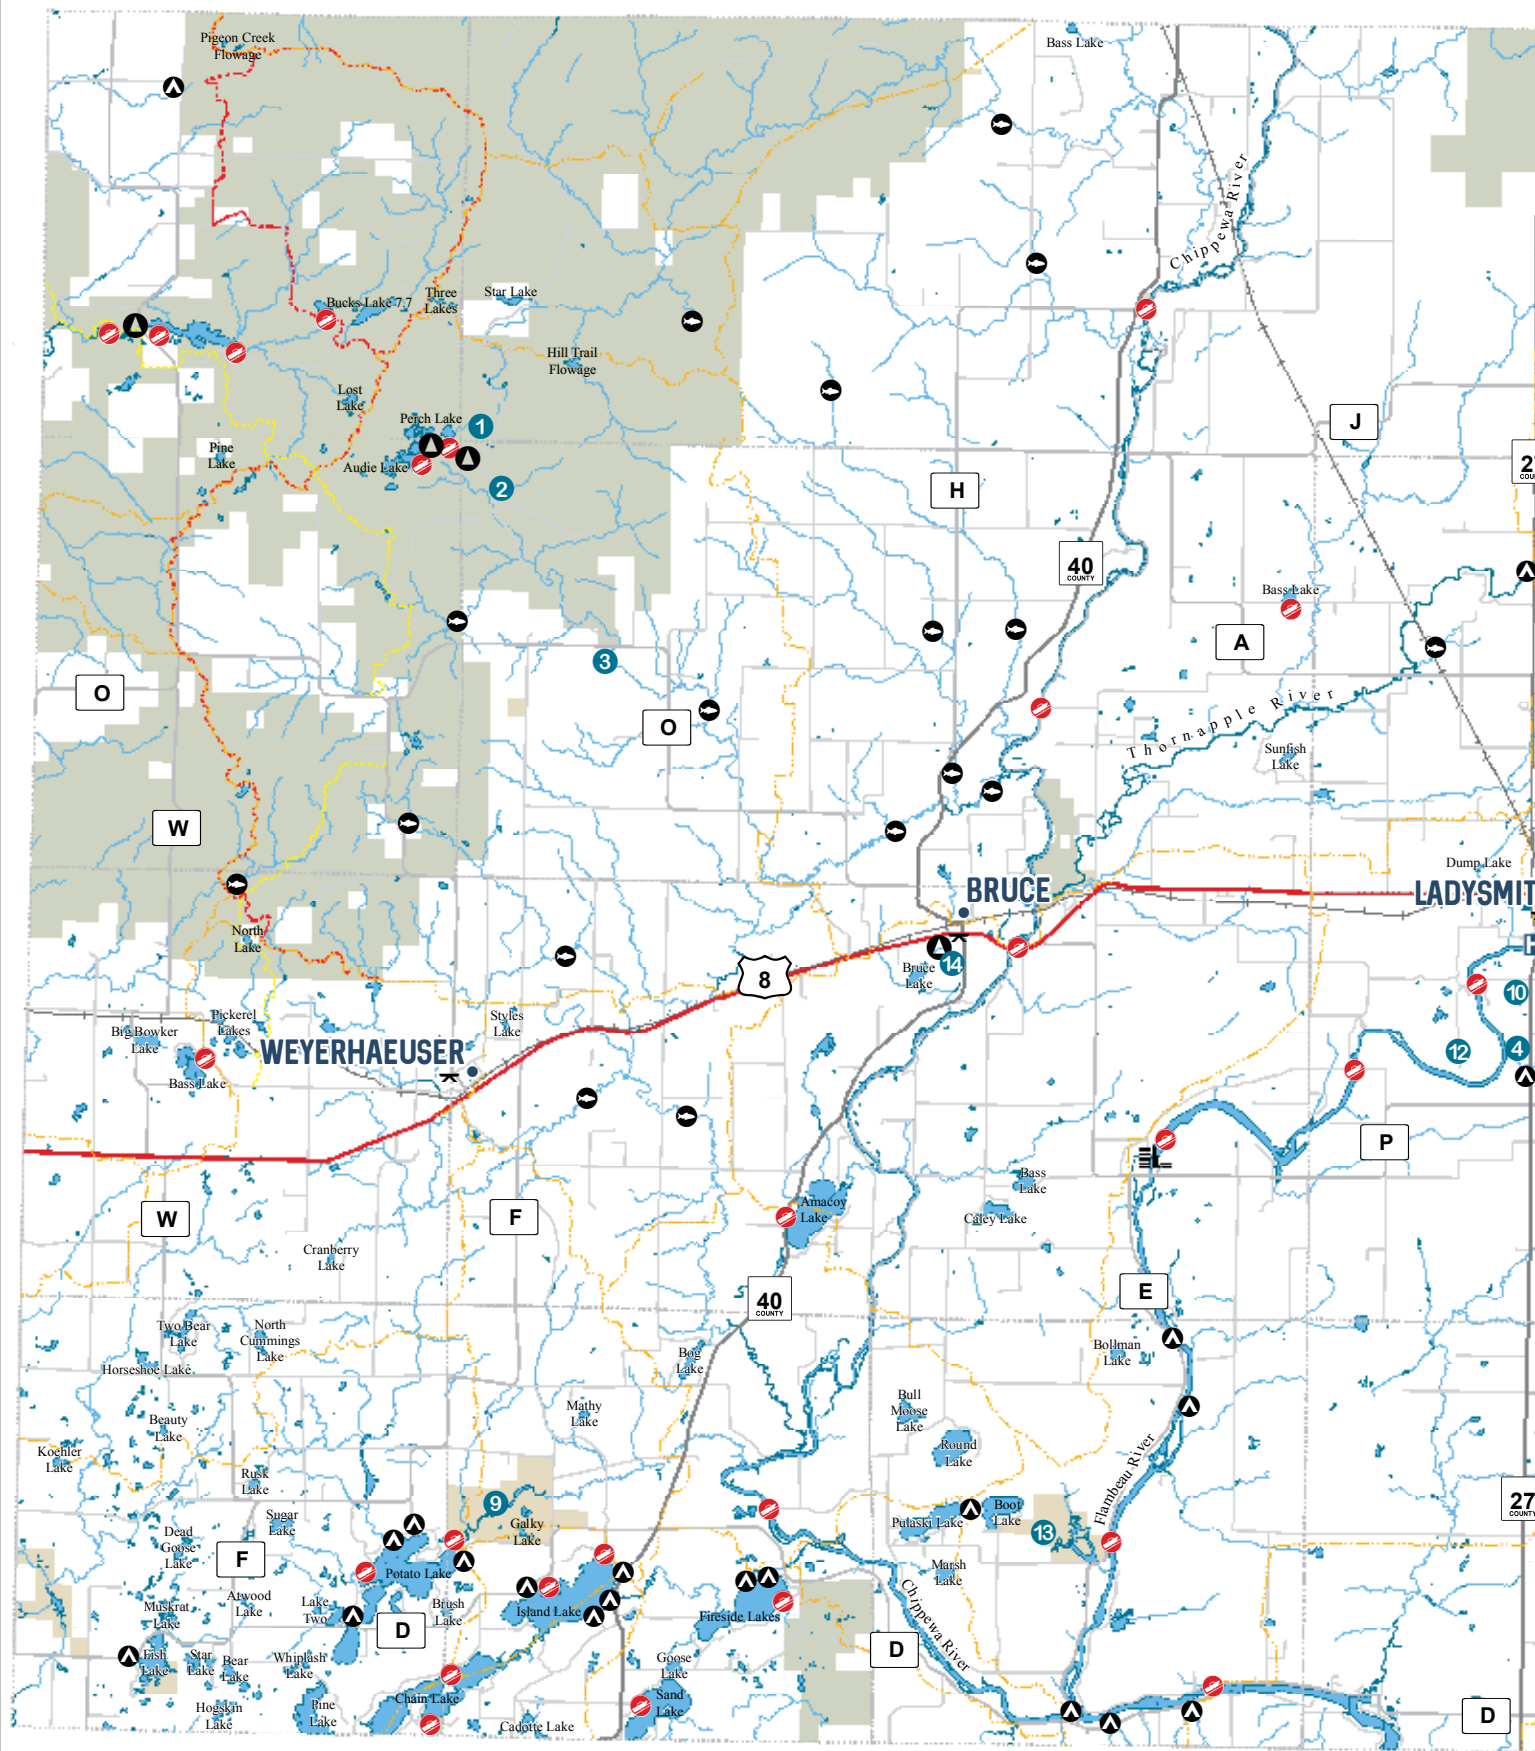 Pigeon Creek
Flowage
Bass Lake
Chippewa River
Bucks Lake 7.7
Three
Lakes
Star Lake
Hill Trail
Flowage
Lost
Lake
Perch Lake
1
Pine
Lake
Audie Lake
2
J
H
40
COUNTY
Bass Lake
A
3
O
O
Thornapple River
Sunfish
Lake
W
Dump Lake
BRUCE
LADYSMIT
North
Lake
8
Bruce
Lake
14
10
Styles
Lake
Pickerel
Lakes
Big Bowker
Lake
WEYERHAEUSER
12
4
Bass Lake
P
Bass
Lake
Amacoy
Lake
Caley Lake
W
F
Cranberry
Lake
E
40
COUNTY
Two Bear
Lake
North
Cummings
Lake
Bog
Lake
Bollman
Lake
Horseshoe Lake
Bull
Moose
Lake
Mathy
Lake
Beauty
Lake
Koehler
Lake
Round
Lake
Rusk
Lake
Flambeau River
27
COUNTY
9
Galky
Lake
Sugar
Lake
Pulaski Lake
Boot
Lake
13
Dead
Goose
Lake
F
Potato Lake
Marsh
Lake
Atwood
Lake
Lake
Two
Brush
Lake
Island Lake
Fireside Lakes
Muskrat
Lake
D
Chippewa River
D
Fish
Lake
Star
Lake
Bear
Lake
Whiplash
Lake
Goose
Lake
Hogskin
Lake
Pine
Lake
Chain Lake
Cadotte Lake
Sand
Lake
D